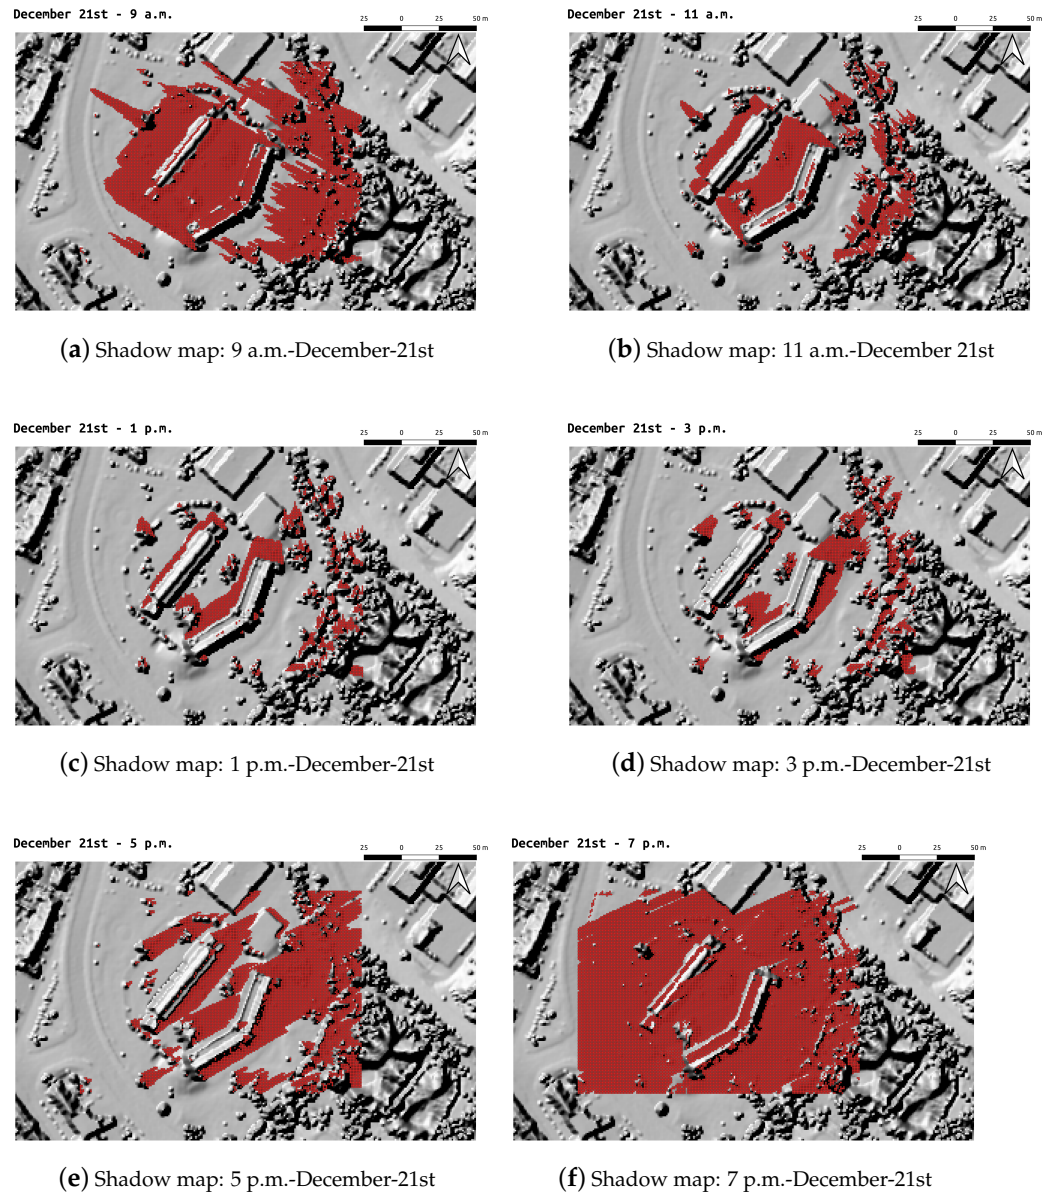 December 21st - 9 a.m.
25 0 25 50 m
December 21st - 11 a.m.
25 0 25 50 m
(a) Shadow map: 9 a.m.-December-21st
(b) Shadow map: 11 a.m.-December 21st
December 21st - 1 p.m.
25 0 25 50 m
December 21st - 3 p.m.
25 0 25 50 m
(c) Shadow map: 1 p.m.-December-21st
(d) Shadow map: 3 p.m.-December-21st
December 21st - 5 p.m.
25 0 25 50 m
December 21st - 7 p.m.
25 0 25 50 m
(e) Shadow map: 5 p.m.-December-21st
(f) Shadow map: 7 p.m.-December-21st